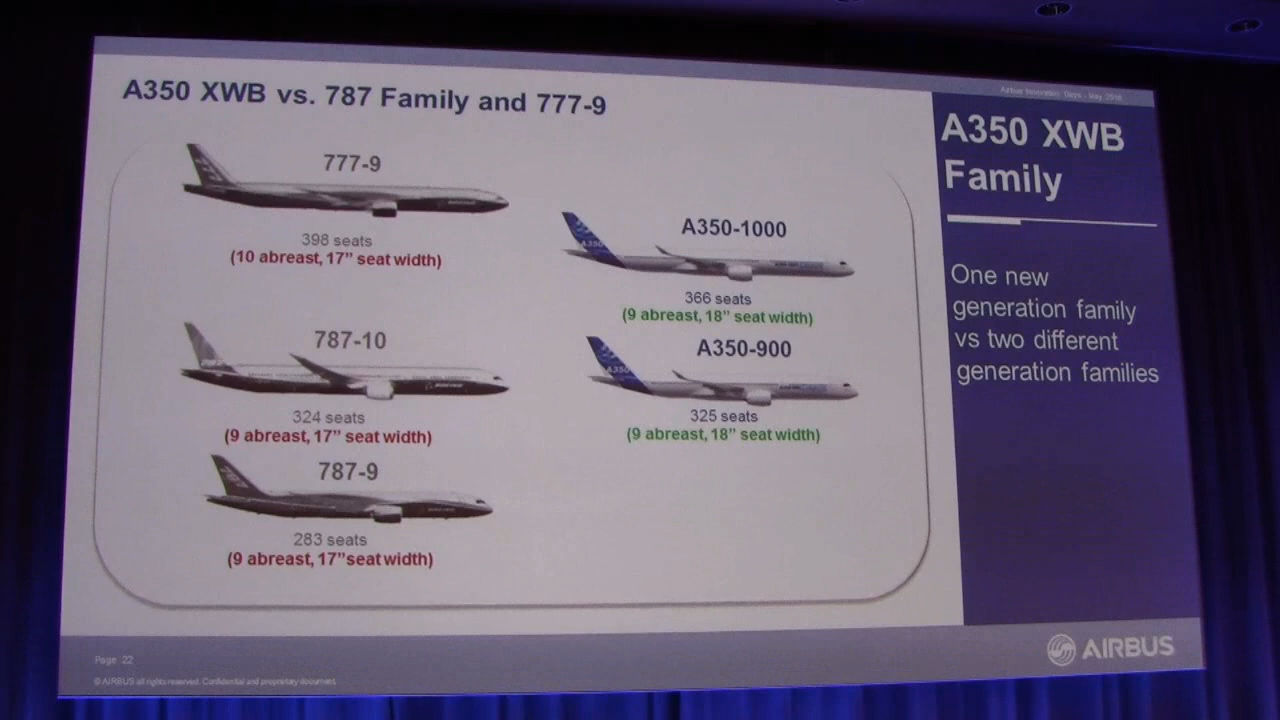 Airbus Innovation Days - May 2016
A350 XWB vs. 787 Family and 777-9
777-9
398 seats
(10 abreast, 17” seat width)
787-10
324 seats
(9 abreast, 17” seat width)
787-9
283 seats
(9 abreast, 17”seat width)
A350-1000
A350
366 seats
(9 abreast, 18” seat width)
A350-900
A350
325 seats
(9 abreast, 18” seat width)
A350 XWB
Family
One new
generation family
vs two different
generation families
Page 22
© AIRBUS all rights reserved. Confidential and proprietary document.
AIRBUS